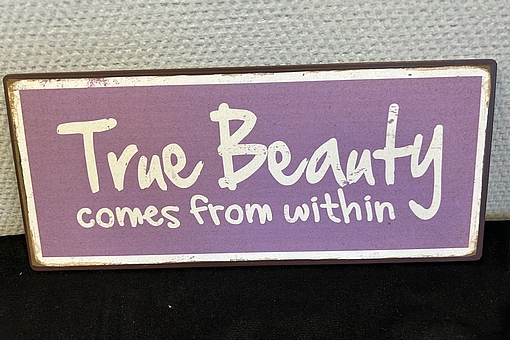 True Beauty
comes from within